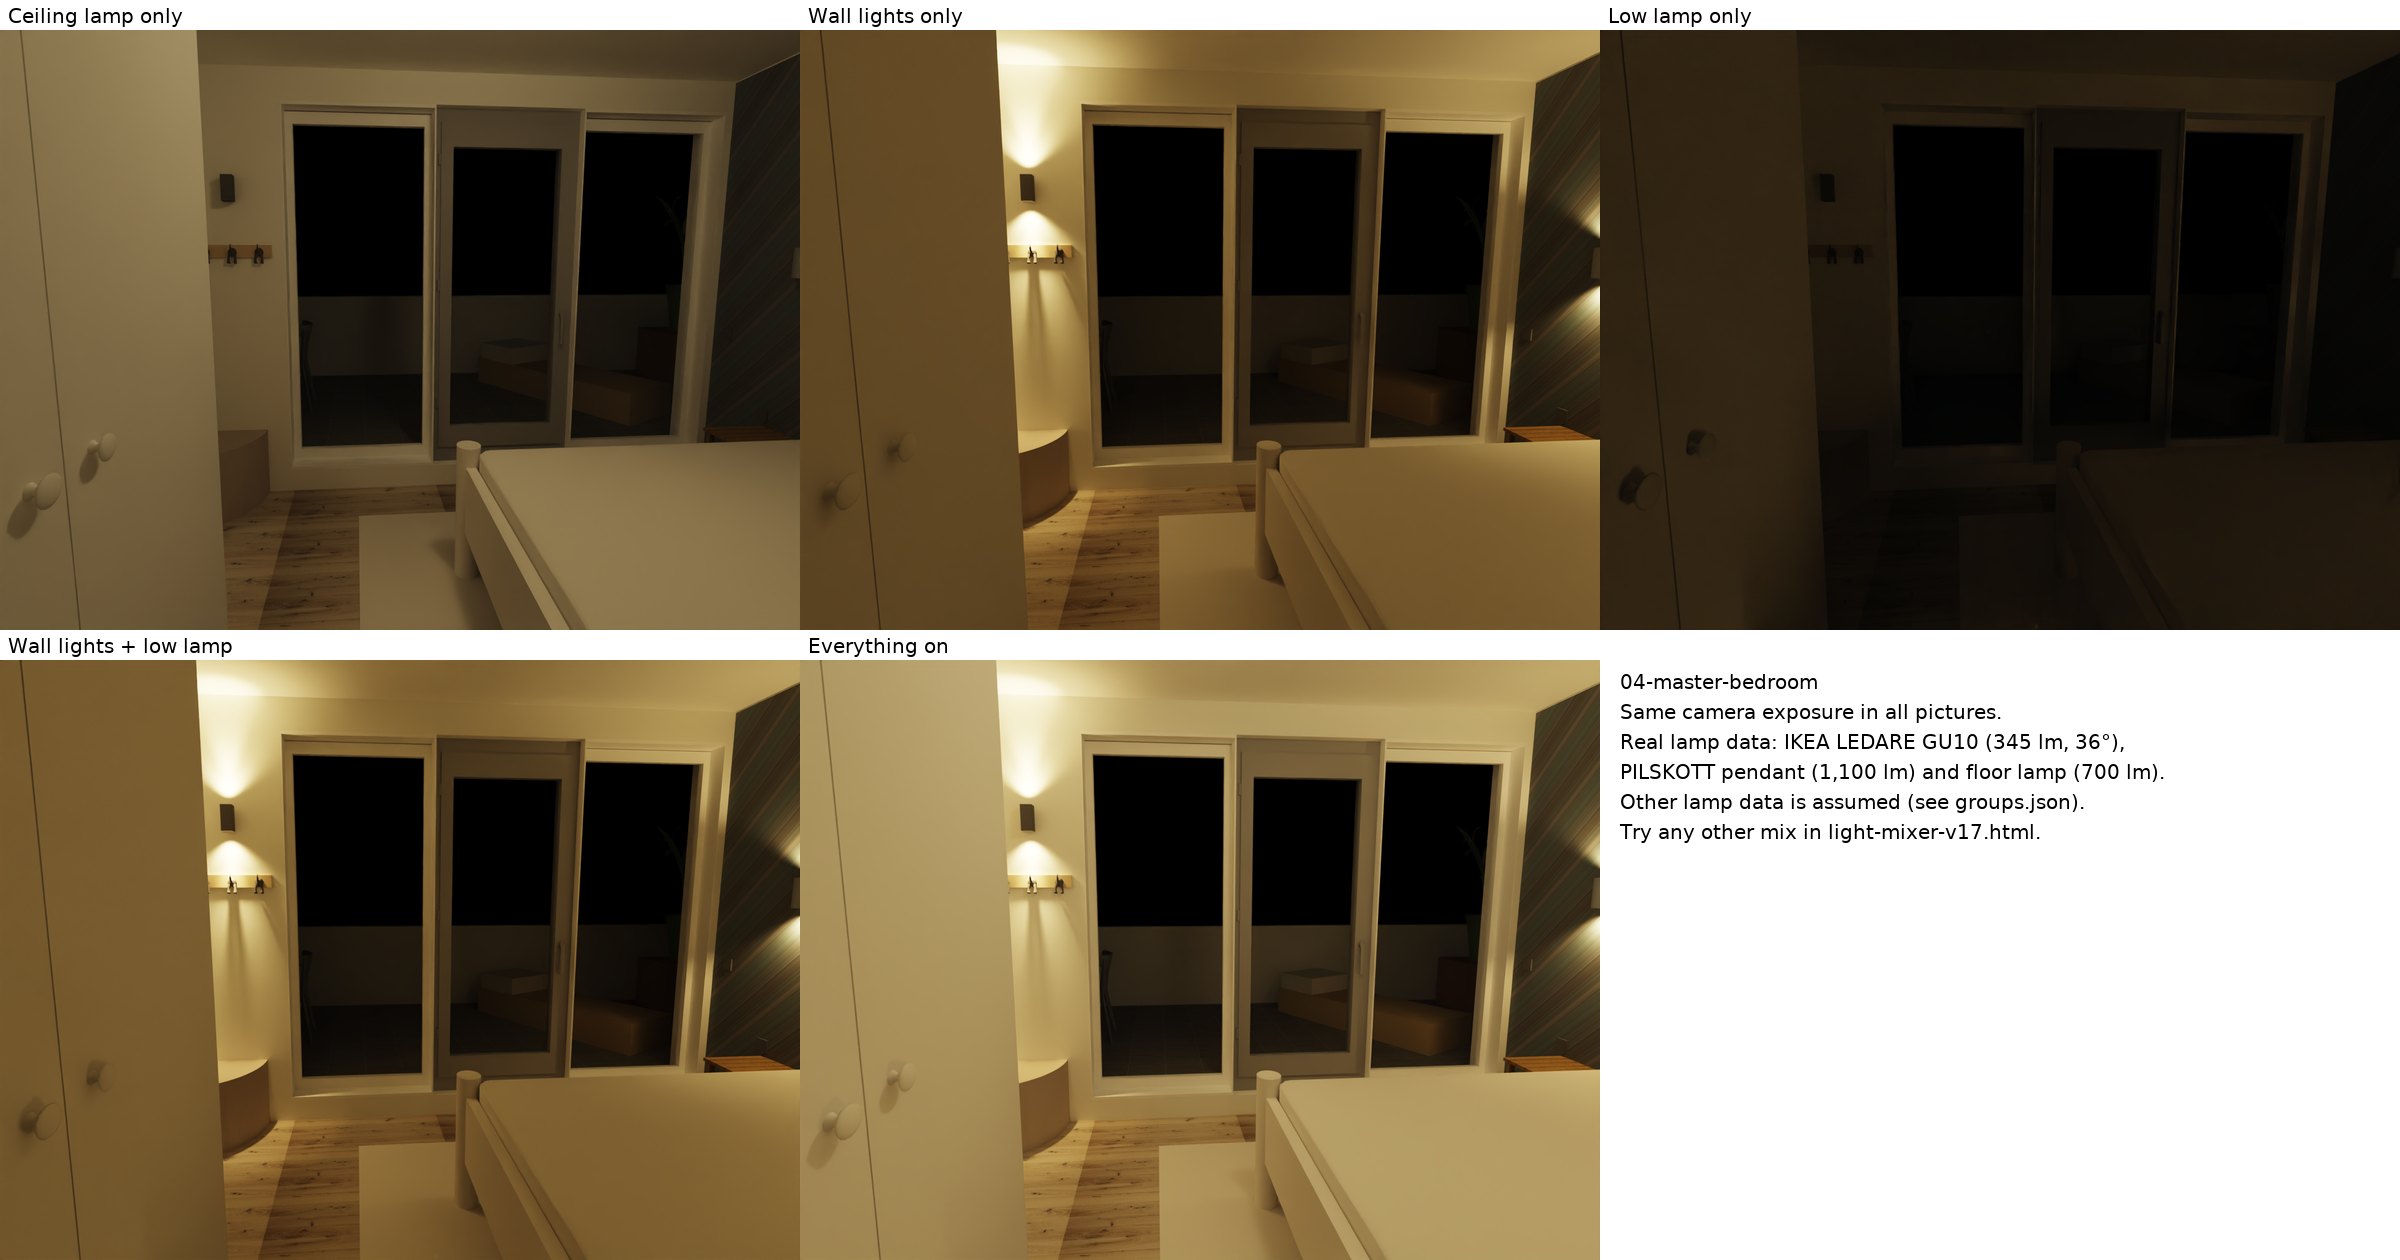 Ceiling lamp only
Wall lights only
Low lamp only
Wall lights + low lamp
Everything on
04-master-bedroom
Same camera exposure in all pictures.
Real lamp data: IKEA LEDARE GU10 (345 lm, 36°),
PILSKOTT pendant (1,100 lm) and floor lamp (700 lm).
Other lamp data is assumed (see groups.json).
Try any other mix in light-mixer-v17.html.